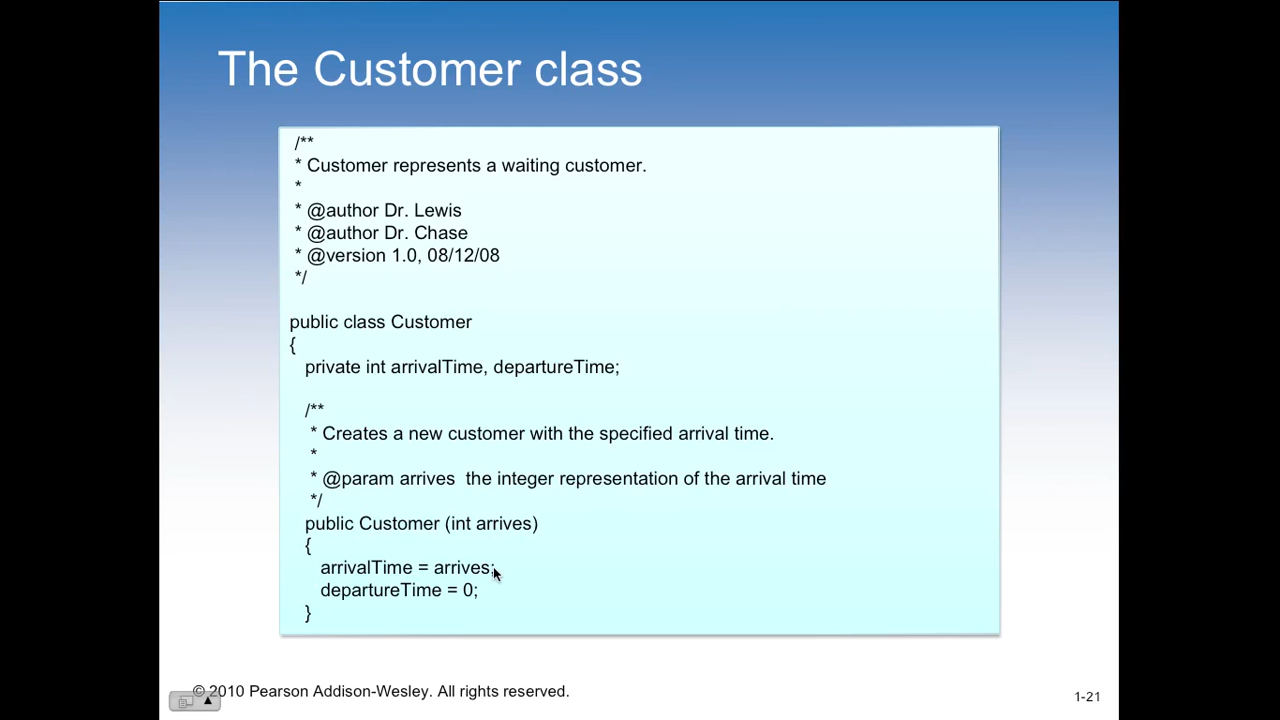 The Customer class
/**
* Customer represents a waiting customer.
*
* @author Dr. Lewis
* @author Dr. Chase
* @version 1.0, 08/12/08
*/
public class Customer
{
private int arrivalTime, departureTime;
/**
* Creates a new customer with the specified arrival time.
*
* @param arrives  the integer representation of the arrival time
*/
public Customer (int arrives)
{
arrivalTime = arrives;
departureTime = 0;
}
© 2010 Pearson Addison-Wesley. All rights reserved.
1-21